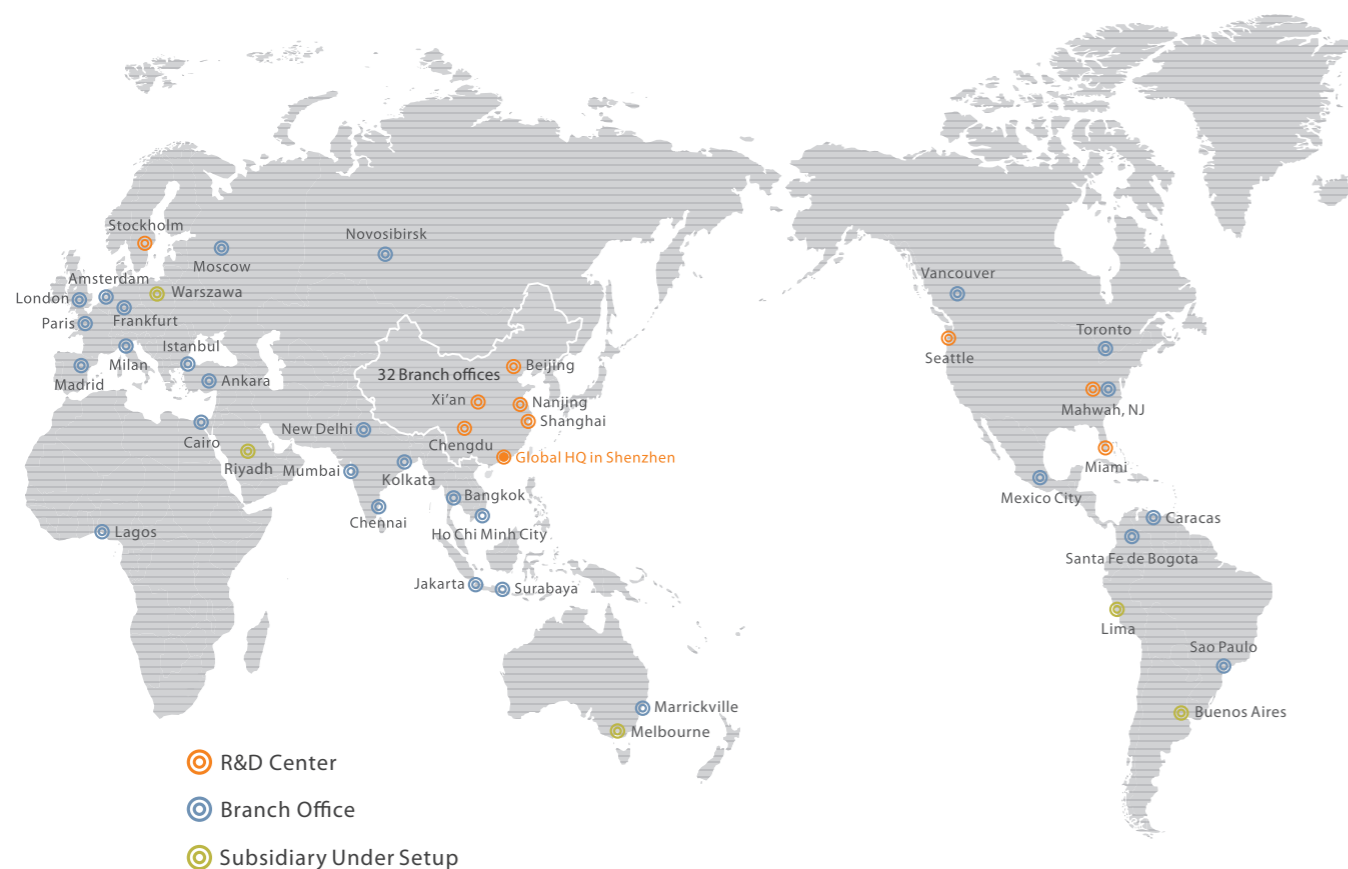 Stockholm
Novosibirsk
Moscow
Amsterdam
Warszawa
London
Paris
Frankfurt
Istanbul
Milan
Madrid
Ankara
Vancouver
Toronto
Seattle
Mahwah, NJ
Miami
Mexico City
32 Branch offices
Beijing
Xi'an
Nanjing
Shanghai
Chengdu
Global HQ in Shenzhen
New Delhi
Cairo
Riyadh
Mumbai
Kolkata
Chennai
Bangkok
Ho Chi Minh City
Lagos
Jakarta
Surabaya
Caracas
Santa Fe de Bogota
Lima
Sao Paulo
Buenos Aires
Marrickville
Melbourne
R&D Center
Branch Office
Subsidiary Under Setup